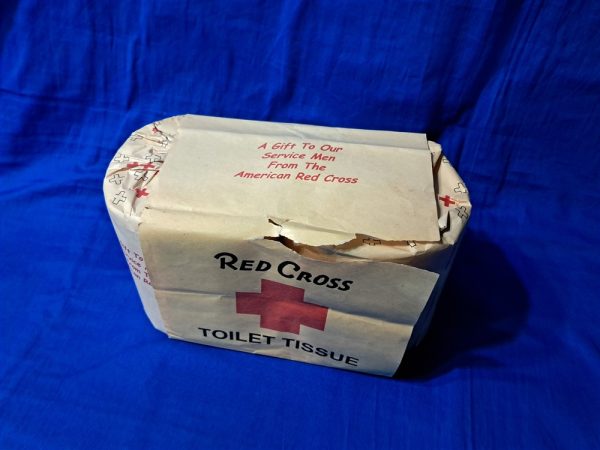 A Gift To Our
Service Men
From The
American Red Cross
RED CROSS
TOILET TISSUE